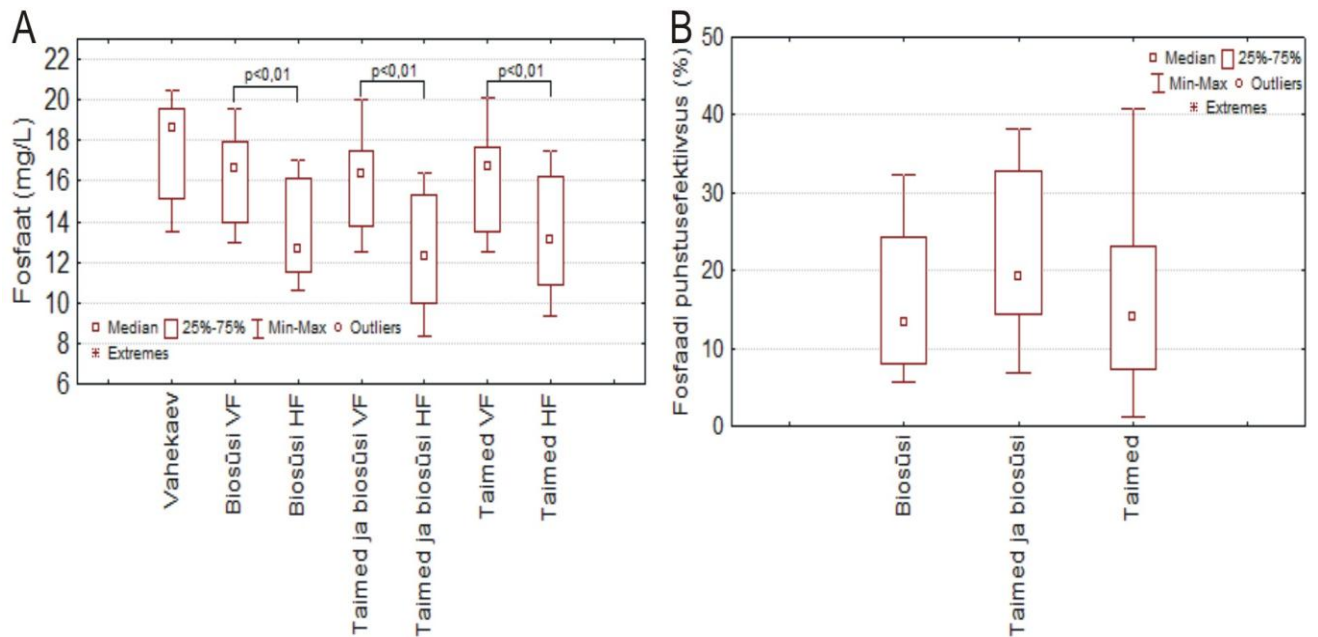 A
Fosfaat (mg/L)
22
20
18
16
14
12
10
8
6
p<0,01
p<0,01
p<0,01
Median 25%-75% Min-Max Outliers
Extremes
Vahekaev
Biosüsi VF
Biosüsi HF
Taimed ja biosüsi VF
Taimed ja biosüsi HF
Taimed VF
Taimed HF
B
Fosfaadi puhstusefektiivsus (%)
50
40
30
20
10
0
Median 25%-75%
Min-Max Outliers
Extremes
Biosüsi
Taimed ja biosüsi
Taimed